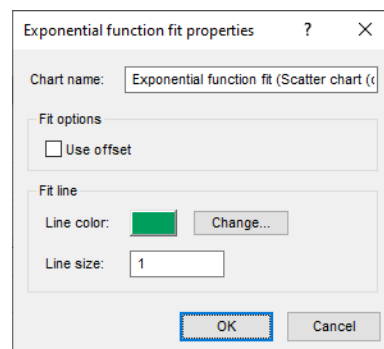 Exponential function fit properties ?
Chart name: Exponential function fit (Scatter chart (
Fit options
Use offset
Fit line
Line color: Change...
Line size: 1
OK Cancel